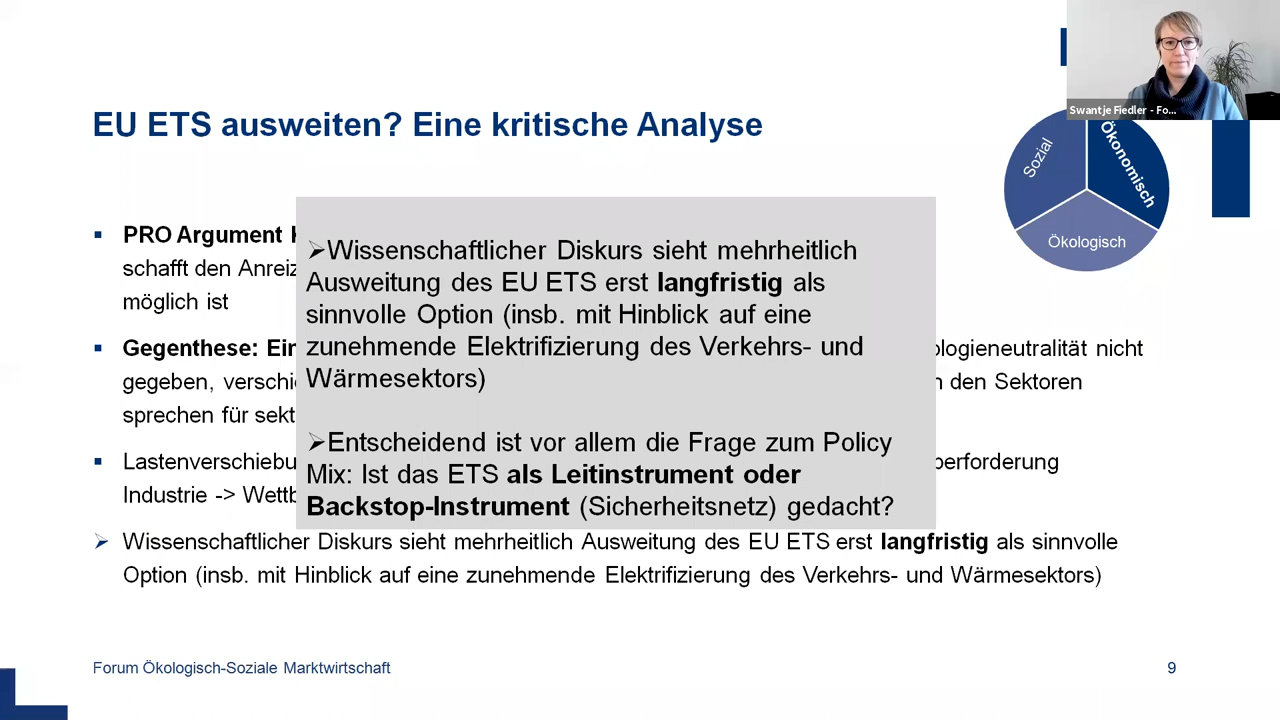 Swantje Fiedler - Fo...
EU ETS ausweiten? Eine kritische Analyse
Sozial
Ökonomisch
Ökologisch
PRO Argument
schafft den Anreiz
möglich ist
Gegenthese:
ologieneutralität nicht
gegeben,
den Sektoren
sprechen für
Lastenverschiebu
berforderung
Industrie ->
➢Wissenschaftlicher Diskurs sieht mehrheitlich
Ausweitung des EU ETS erst langfristig als
sinnvolle Option (insb. mit Hinblick auf eine
zunehmende Elektrifizierung des Verkehrs- und
Wärmesektors)
➢Entscheidend ist vor allem die Frage zum Policy
Mix: Ist das ETS als Leitinstrument oder
Backstop-Instrument (Sicherheitsnetz) gedacht?
➢ Wissenschaftlicher Diskurs sieht mehrheitlich Ausweitung des EU ETS erst langfristig als sinnvolle
Option (insb. mit Hinblick auf eine zunehmende Elektrifizierung des Verkehrs- und Wärmesektors)
Forum Ökologisch-Soziale Marktwirtschaft
9